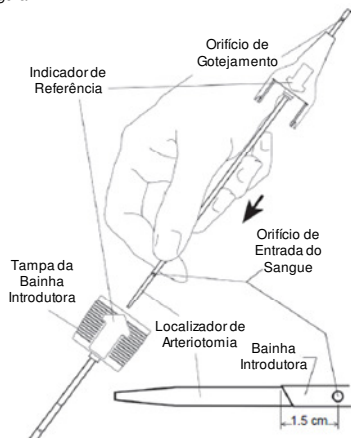 Orifício de
Gotejamento
Indicador de
Referência
Orifício de
Entrada do
Sangue
Tampa da
Bainha
Introdutora
Localizador de
Arteriotomia
Bainha
Introdutora
1.5 cm